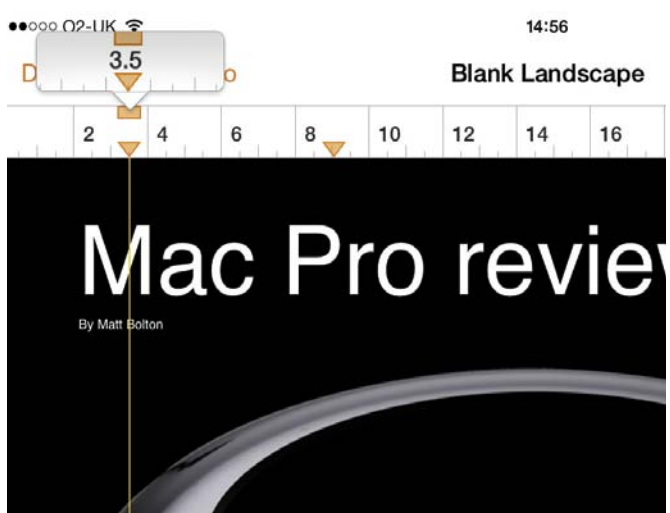 O2-UK 14:56
3.5
D o Blank Landscape
2 4 6 8 10 12 14 16
Mac Pro review
By Matt Bolton